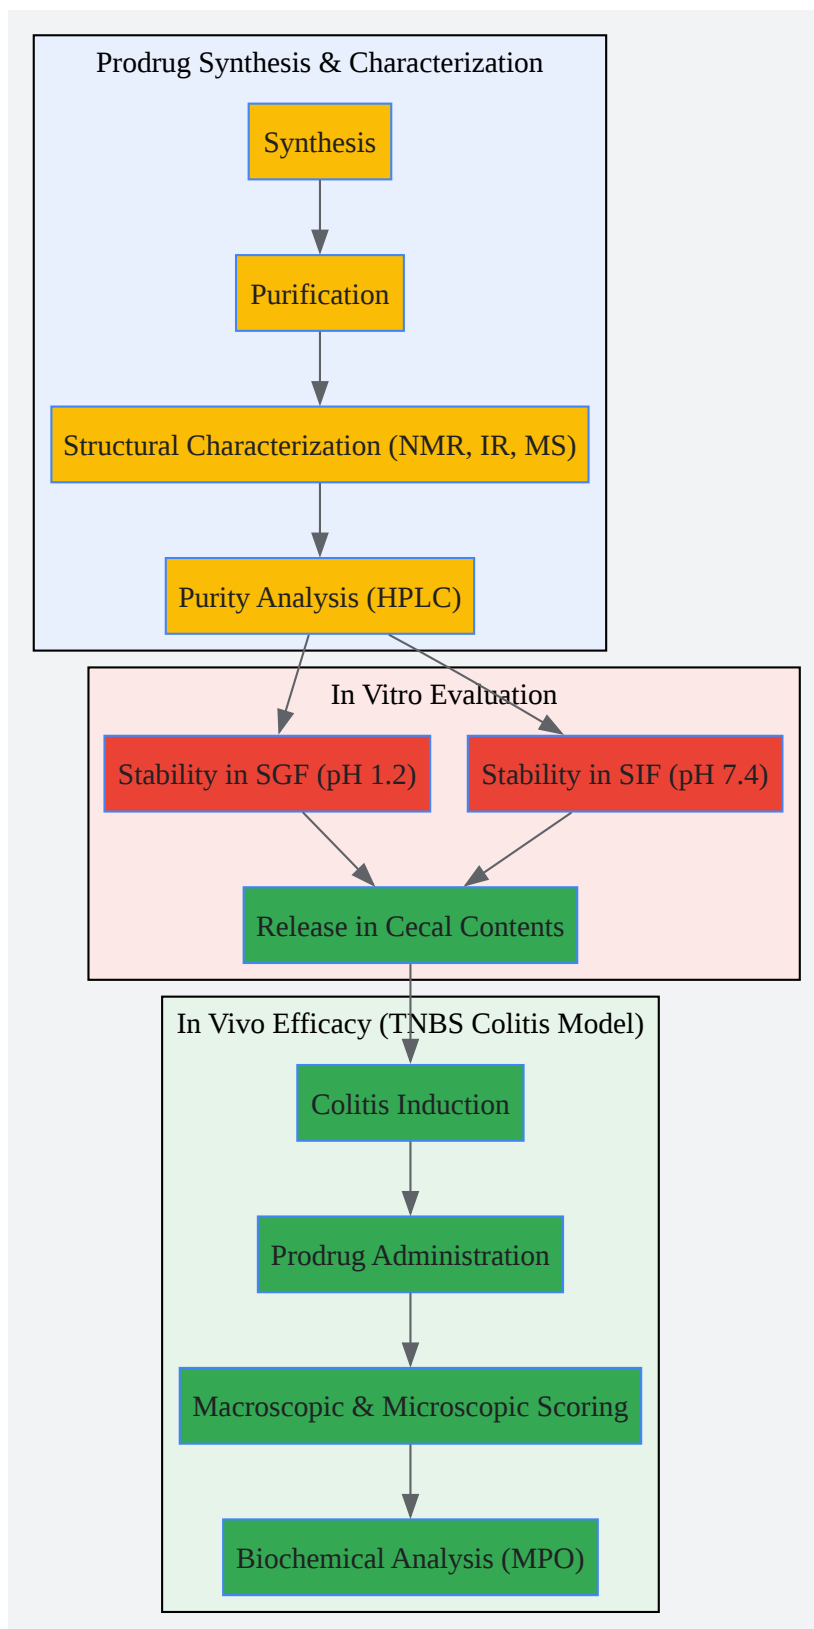 Prodrug Synthesis & Characterization
Synthesis
Purification
Structural Characterization (NMR, IR, MS)
Purity Analysis (HPLC)
In Vitro Evaluation
Stability in SGF (pH 1.2)
Stability in SIF (pH 7.4)
Release in Cecal Contents
In Vivo Efficacy (TNBS Colitis Model)
Colitis Induction
Prodrug Administration
Macroscopic & Microscopic Scoring
Biochemical Analysis (MPO)